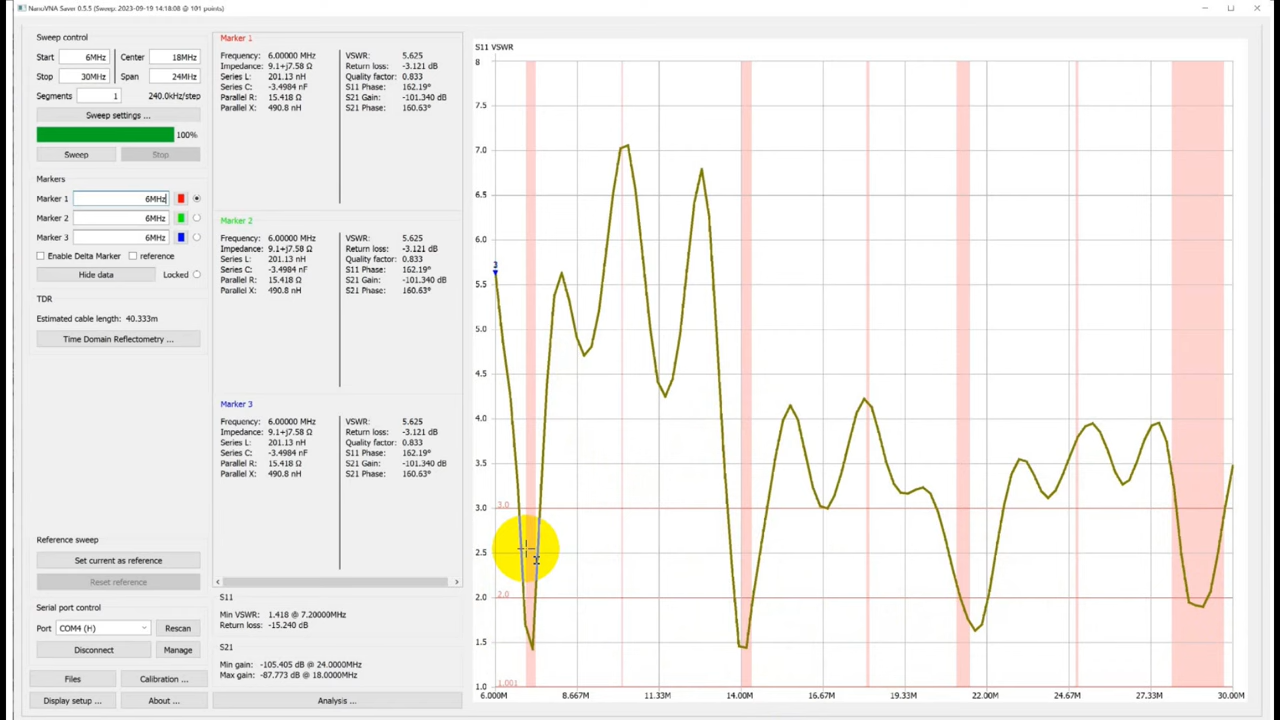 NanoVNA Saver 0.5.5 (Sweep: 2023-09-19 14:18:08 @ 101 points)
Sweep control
Start 6MHz Center 18MHz
Stop 30MHz Span 24MHz
Segments 1 240.0kHz/step
Sweep settings ...
100%
Sweep Stop
Markers
Marker 1 6MHz
Marker 2 6MHz
Marker 3 6MHz
Enable Delta Marker reference
Hide data Locked
TDR
Estimated cable length: 40.333m
Time Domain Reflectometry ...
Reference sweep
Set current as reference
Reset reference
Serial port control
Port COM4 (H) Rescan
Disconnect Manage
Files Calibration ...
Display setup ... About ...
Marker 1
Frequency: 6.00000 MHz VSWR: 5.625
Impedance: 9.1+j7.58 Ω Return loss: -3.121 dB
Series L: 201.13 nH Quality factor: 0.833
Series C: -3.4984 nF S11 Phase: 162.19°
Parallel R: 15.418 Ω S21 Gain: -101.340 dB
Parallel X: 490.8 nH S21 Phase: 160.63°
Marker 2
Frequency: 6.00000 MHz VSWR: 5.625
Impedance: 9.1+j7.58 Ω Return loss: -3.121 dB
Series L: 201.13 nH Quality factor: 0.833
Series C: -3.4984 nF S11 Phase: 162.19°
Parallel R: 15.418 Ω S21 Gain: -101.340 dB
Parallel X: 490.8 nH S21 Phase: 160.63°
Marker 3
Frequency: 6.00000 MHz VSWR: 5.625
Impedance: 9.1+j7.58 Ω Return loss: -3.121 dB
Series L: 201.13 nH Quality factor: 0.833
Series C: -3.4984 nF S11 Phase: 162.19°
Parallel R: 15.418 Ω S21 Gain: -101.340 dB
Parallel X: 490.8 nH S21 Phase: 160.63°
S11
Min VSWR: 1.418 @ 7.20000MHz
Return loss: -15.240 dB
S21
Min gain: -105.405 dB @ 24.0000MHz
Max gain: -87.773 dB @ 18.0000MHz
Analysis ...
S11 VSWR
8
7.5
7.0
6.5
6.0
3
5.5
5.0
4.5
4.0
3.5
3.0 3.0
2.5
2.0 2.0
1.5
1.0 1.001
6.000M 8.667M 11.33M 14.00M 16.67M 19.33M 22.00M 24.67M 27.33M 30.00M